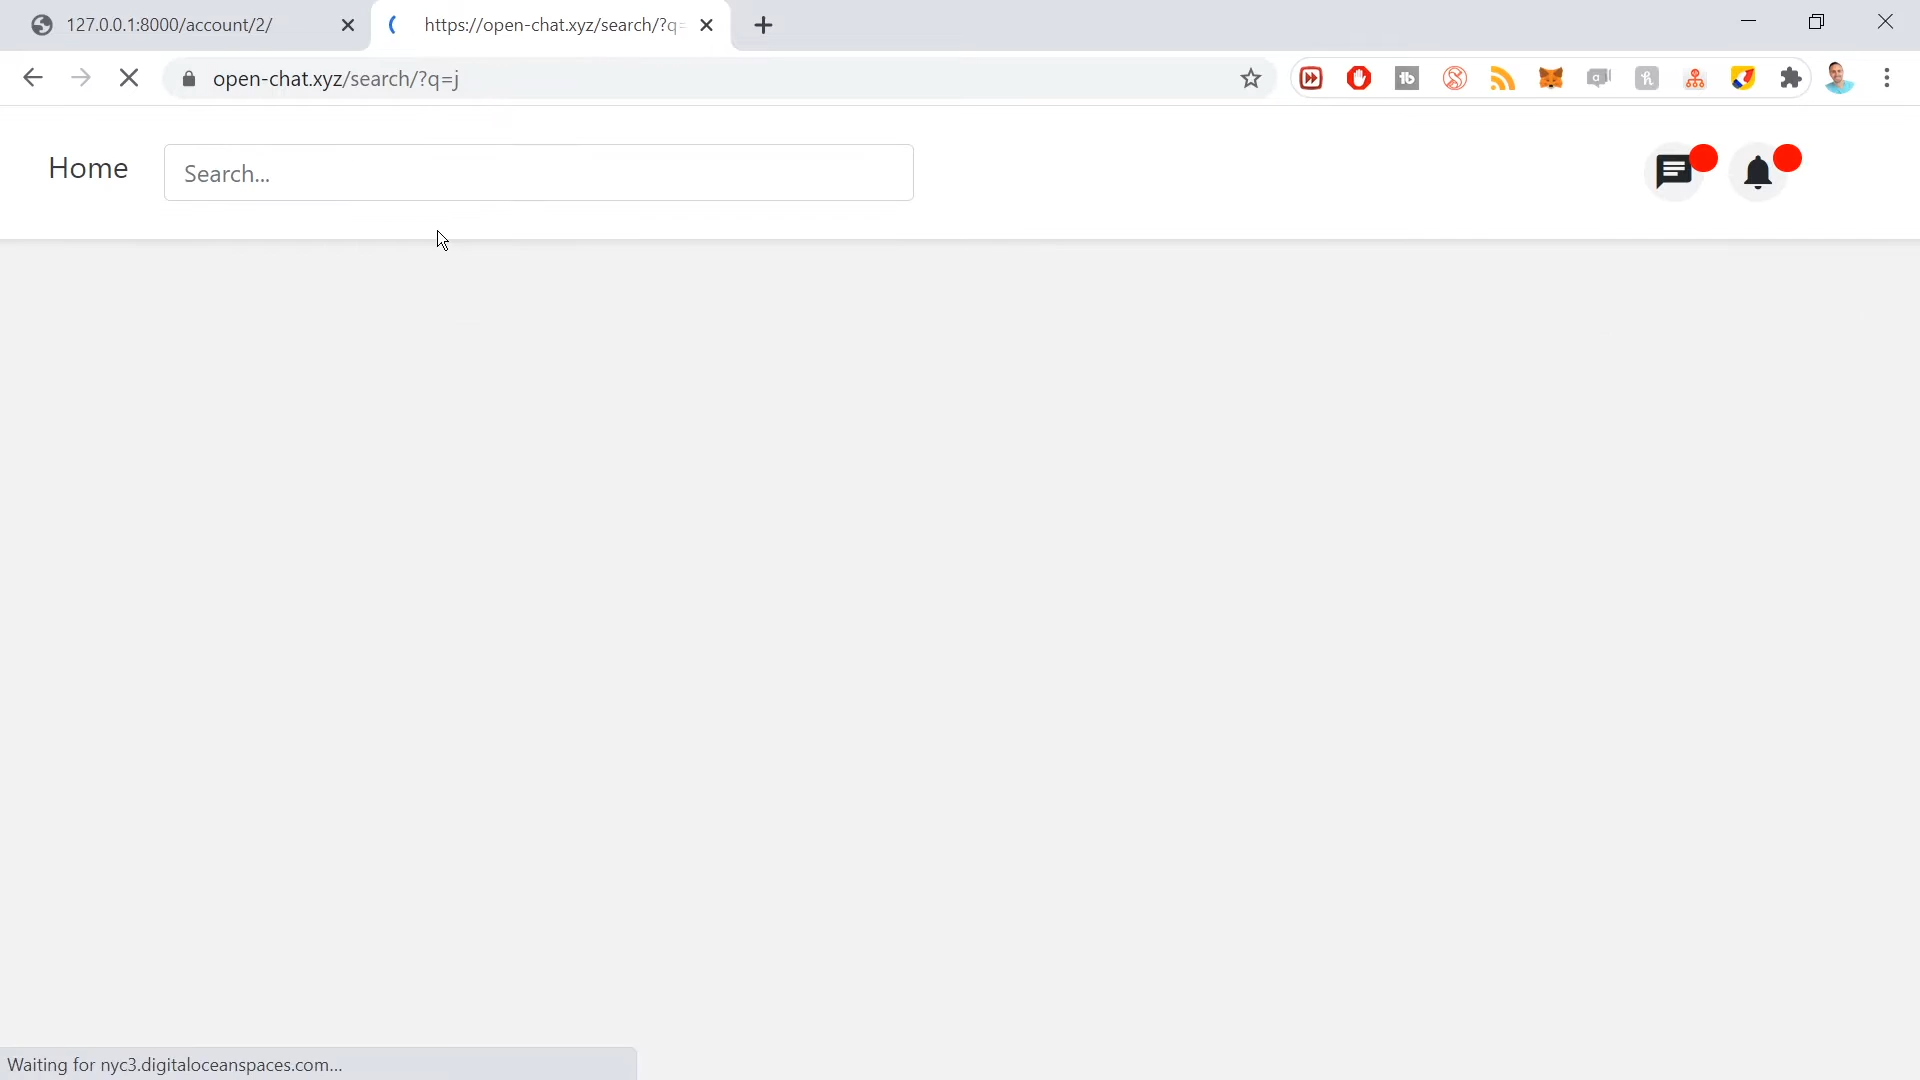 127.0.0.1:8000/account/2/
https://open-chat.xyz/search/?q=
open-chat.xyz/search/?q=j
Home
Search...
Waiting for nyc3.digitaloceanspaces.com...